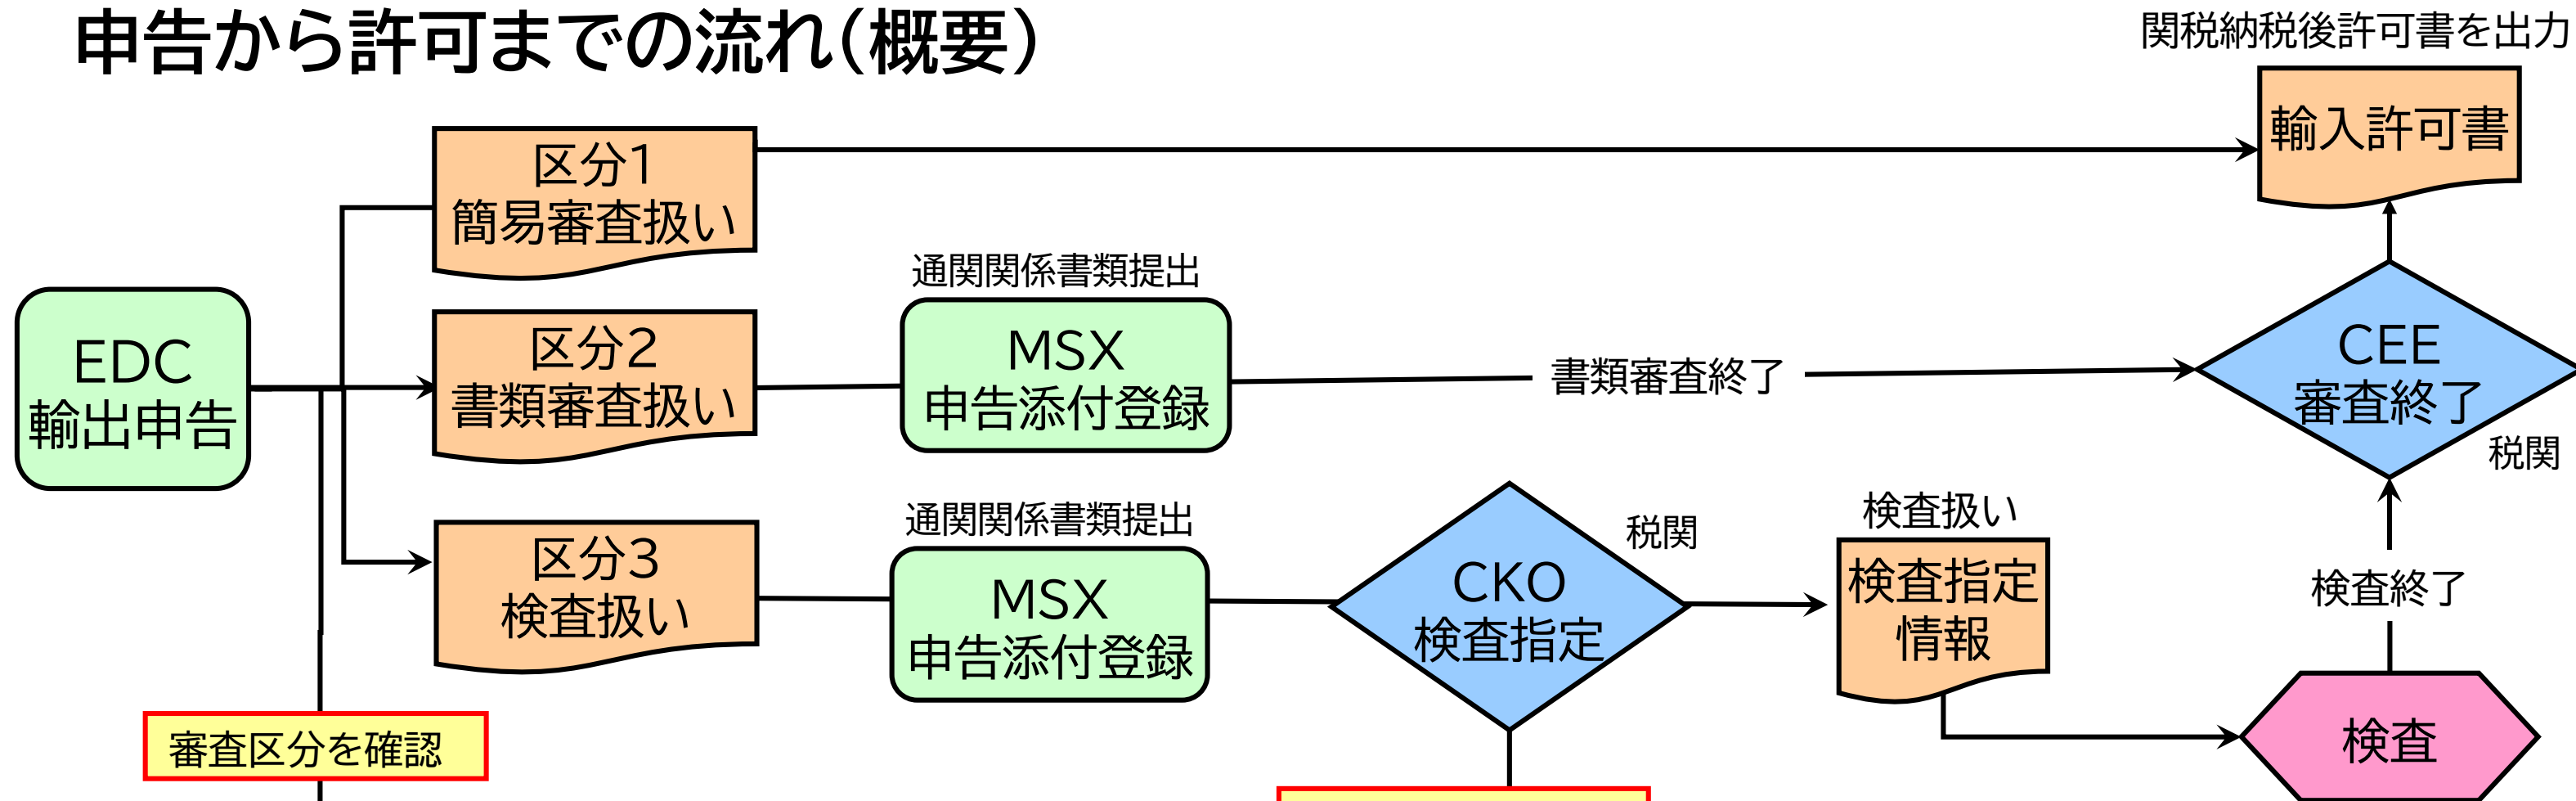 申告から許可までの流れ（概要）
関税納税後許可書を出力
輸入許可書
区分1
簡易審査扱い
通関関係書類提出
EDC
輸出申告
区分2
書類審査扱い
MSX
申告添付登録
書類審査終了
CEE
審査終了
税関
通関関係書類提出
区分3
検査扱い
MSX
申告添付登録
CKO
検査指定
税関
検査扱い
検査指定
情報
検査終了
検査
審査区分を確認